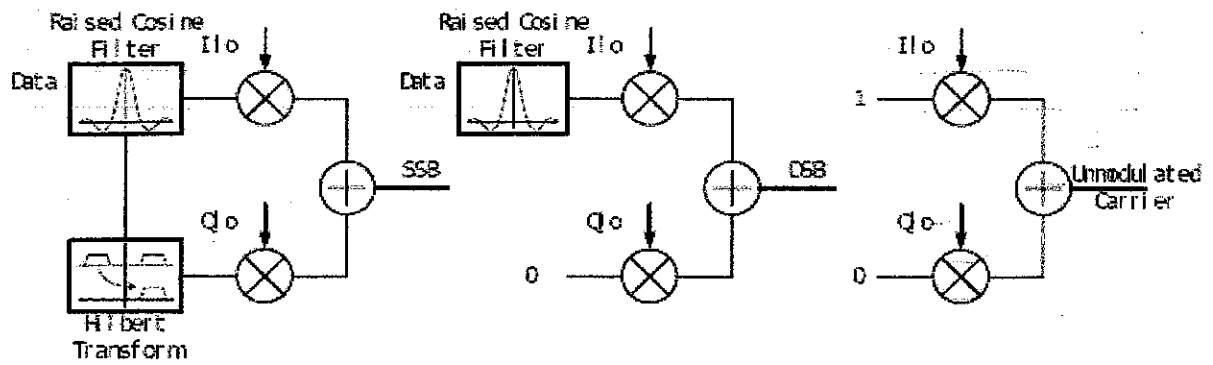 Raised Cosine
Filter
Ilo
Data
SSB
Qlo
Hilbert
Transform
Raised Cosine
Filter
Ilo
Data
DSB
Qlo
0
Ilo
1
Unmodulated
Carrier
Qlo
0